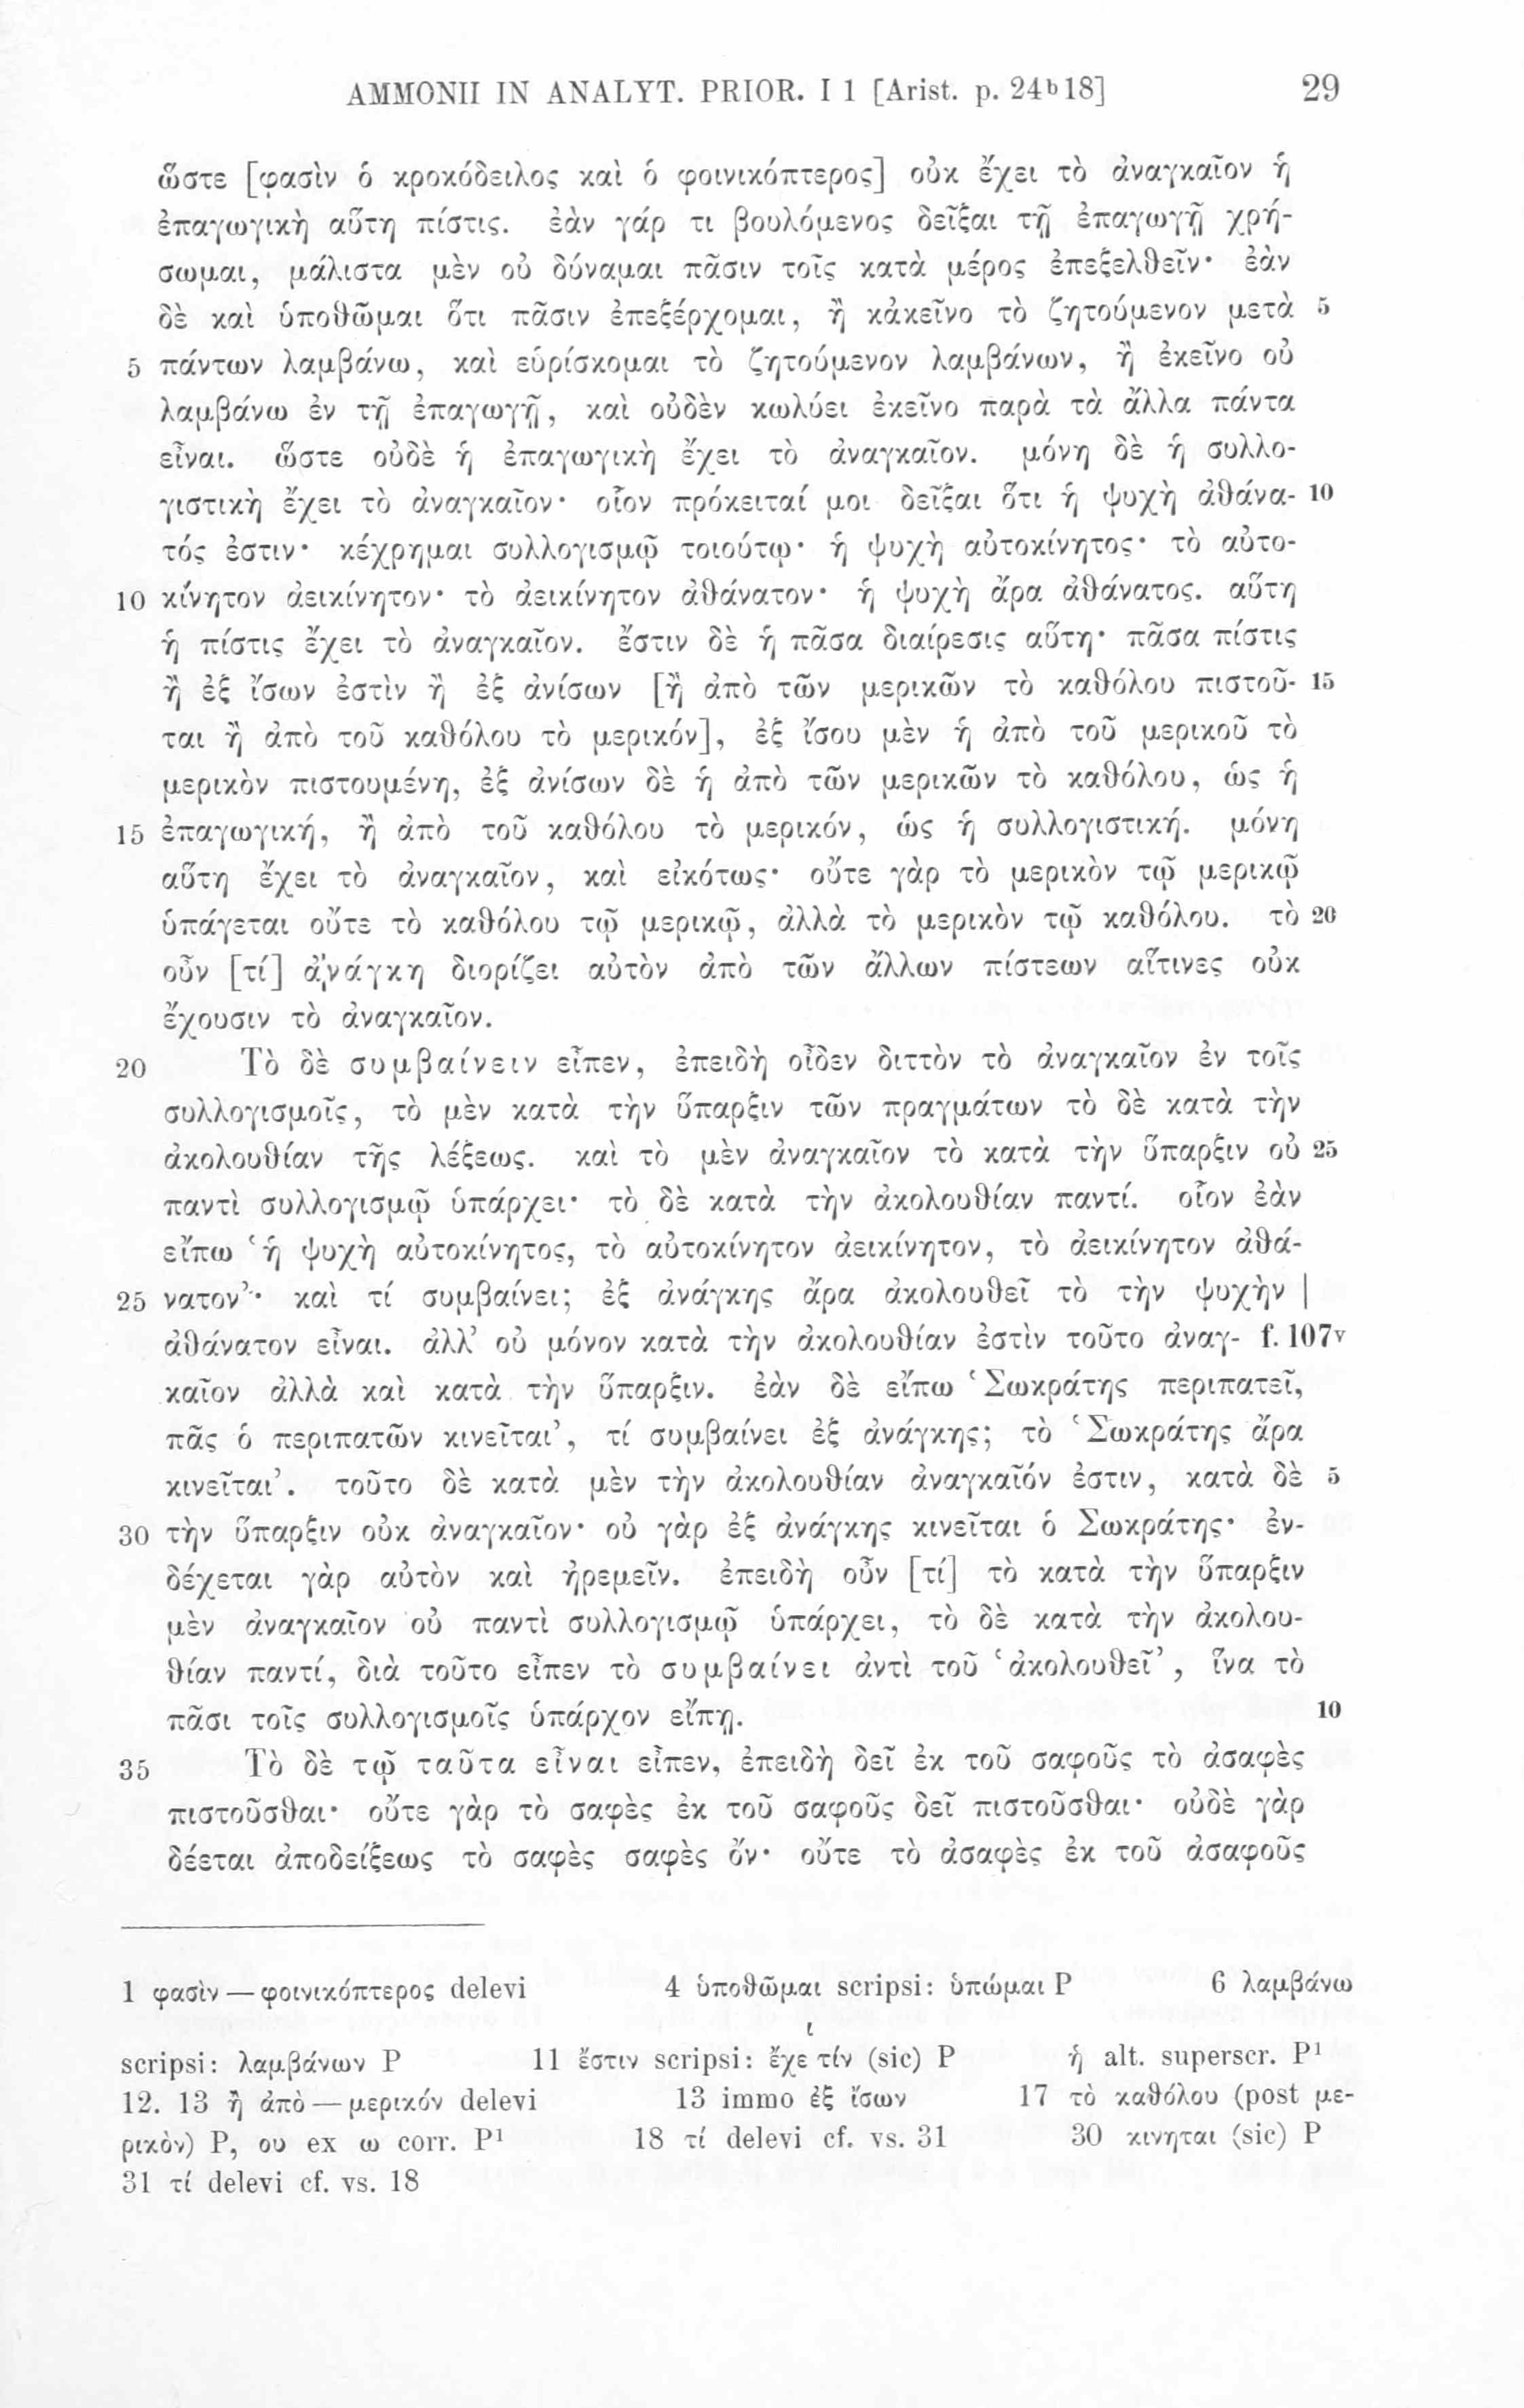 AMMONII IN ANALYT. PRIOR. I 1 [Arist. p. 24ᵇ18] 29
ὥστε [φασὶν ὁ κροκόδειλος καὶ ὁ φοινικόπτερος] οὐκ ἔχει τὸ ἀναγκαῖον ἡ
ἐπαγωγικὴ αὕτη πίστις. ἐὰν γάρ τι βουλόμενος δεῖξαι τῇ ἐπαγωγῇ χρή-
σωμαι, μάλιστα μὲν οὐ δύναμαι πᾶσιν τοῖς κατὰ μέρος ἐπεξελθεῖν· ἐὰν
δὲ καὶ ὑποθῶμαι ὅτι πᾶσιν ἐπεξέρχομαι, ἢ κἀκεῖνο τὸ ζητούμενον μετὰ 5
5 πάντων λαμβάνω, καὶ εὑρίσκομαι τὸ ζητούμενον λαμβάνων, ἢ ἐκεῖνο οὐ
λαμβάνω ἐν τῇ ἐπαγωγῇ, καὶ οὐδὲν κωλύει ἐκεῖνο παρὰ τὰ ἄλλα πάντα
εἶναι. ὥστε οὐδὲ ἡ ἐπαγωγικὴ ἔχει τὸ ἀναγκαῖον. μόνη δὲ ἡ συλλο-
γιστικὴ ἔχει τὸ ἀναγκαῖον· οἷον πρόκειταί μοι δεῖξαι ὅτι ἡ ψυχὴ ἀθάνα- 10
τός ἐστιν· κέχρημαι συλλογισμῷ τοιούτῳ· ἡ ψυχὴ αὐτοκίνητος· τὸ αὐτο-
10 κίνητον ἀεικίνητον· τὸ ἀεικίνητον ἀθάνατον· ἡ ψυχὴ ἄρα ἀθάνατος. αὕτη
ἡ πίστις ἔχει τὸ ἀναγκαῖον. ἔστιν δὲ ἡ πᾶσα διαίρεσις αὕτη· πᾶσα πίστις
ἢ ἐξ ἴσων ἐστὶν ἢ ἐξ ἀνίσων [ἢ ἀπὸ τῶν μερικῶν τὸ καθόλου πιστοῦ- 15
ται ἢ ἀπὸ τοῦ καθόλου τὸ μερικόν], ἐξ ἴσου μὲν ἡ ἀπὸ τοῦ μερικοῦ τὸ
μερικὸν πιστουμένη, ἐξ ἀνίσων δὲ ἡ ἀπὸ τῶν μερικῶν τὸ καθόλου, ὡς ἡ
15 ἐπαγωγική, ἢ ἀπὸ τοῦ καθόλου τὸ μερικόν, ὡς ἡ συλλογιστική. μόνη
αὕτη ἔχει τὸ ἀναγκαῖον, καὶ εἰκότως· οὔτε γὰρ τὸ μερικὸν τῷ μερικῷ
ὑπάγεται οὔτε τὸ καθόλου τῷ μερικῷ, ἀλλὰ τὸ μερικὸν τῷ καθόλου. τὸ 20
οὖν [τί] ἀνάγκη διορίζει αὐτὸν ἀπὸ τῶν ἄλλων πίστεων αἵτινες οὐκ
ἔχουσιν τὸ ἀναγκαῖον.
20 Τὸ δὲ συμβαίνειν εἶπεν, ἐπειδὴ οἶδεν διττὸν τὸ ἀναγκαῖον ἐν τοῖς
συλλογισμοῖς, τὸ μὲν κατὰ τὴν ὕπαρξιν τῶν πραγμάτων τὸ δὲ κατὰ τὴν
ἀκολουθίαν τῆς λέξεως. καὶ τὸ μὲν ἀναγκαῖον τὸ κατὰ τὴν ὕπαρξιν οὐ 25
παντὶ συλλογισμῷ ὑπάρχει· τὸ δὲ κατὰ τὴν ἀκολουθίαν παντί. οἷον ἐὰν
εἴπω ‘ἡ ψυχὴ αὐτοκίνητος, τὸ αὐτοκίνητον ἀεικίνητον, τὸ ἀεικίνητον ἀθά-
25 νατον’· καὶ τί συμβαίνει; ἐξ ἀνάγκης ἄρα ἀκολουθεῖ τὸ τὴν ψυχὴν |
ἀθάνατον εἶναι. ἀλλ’ οὐ μόνον κατὰ τὴν ἀκολουθίαν ἐστὶν τοῦτο ἀναγ- f. 107v
καῖον ἀλλὰ καὶ κατὰ τὴν ὕπαρξιν. ἐὰν δὲ εἴπω ‘Σωκράτης περιπατεῖ,
πᾶς ὁ περιπατῶν κινεῖται’, τί συμβαίνει ἐξ ἀνάγκης; τὸ ‘Σωκράτης ἄρα
κινεῖται’. τοῦτο δὲ κατὰ μὲν τὴν ἀκολουθίαν ἀναγκαῖόν ἐστιν, κατὰ δὲ 5
30 τὴν ὕπαρξιν οὐκ ἀναγκαῖον· οὐ γὰρ ἐξ ἀνάγκης κινεῖται ὁ Σωκράτης· ἐν-
δέχεται γὰρ αὐτὸν καὶ ἠρεμεῖν. ἐπειδὴ οὖν [τί] τὸ κατὰ τὴν ὕπαρξιν
μὲν ἀναγκαῖον οὐ παντὶ συλλογισμῷ ὑπάρχει, τὸ δὲ κατὰ τὴν ἀκολου-
θίαν παντί, διὰ τοῦτο εἶπεν τὸ συμβαίνει ἀντὶ τοῦ ‘ἀκολουθεῖ’, ἵνα τὸ
πᾶσι τοῖς συλλογισμοῖς ὑπάρχον εἴπῃ. 10
35 Τὸ δὲ τῷ ταῦτα εἶναι εἶπεν, ἐπειδὴ δεῖ ἐκ τοῦ σαφοῦς τὸ ἀσαφὲς
πιστοῦσθαι· οὔτε γὰρ τὸ σαφὲς ἐκ τοῦ σαφοῦς δεῖ πιστοῦσθαι· οὐδὲ γὰρ
δέεται ἀποδείξεως τὸ σαφὲς σαφὲς ὄν· οὔτε τὸ ἀσαφὲς ἐκ τοῦ ἀσαφοῦς
1 φασὶν — φοινικόπτερος delevi 4 ὑποθῶμαι scripsi: ὑπώμαι P 6 λαμβάνω
scripsi: λαμβάνων P 11 ἔστιν scripsi: ἔχε τίν (sic) P ἡ alt. superscr. P¹
12. 13 ἢ ἀπὸ — μερικόν delevi 13 immo ἐξ ἴσων 17 τὸ καθόλου (post με-
ρικὸν) P, ου ex ω corr. P¹ 18 τί delevi cf. vs. 31 30 κινηται (sic) P
31 τί delevi cf. vs. 18